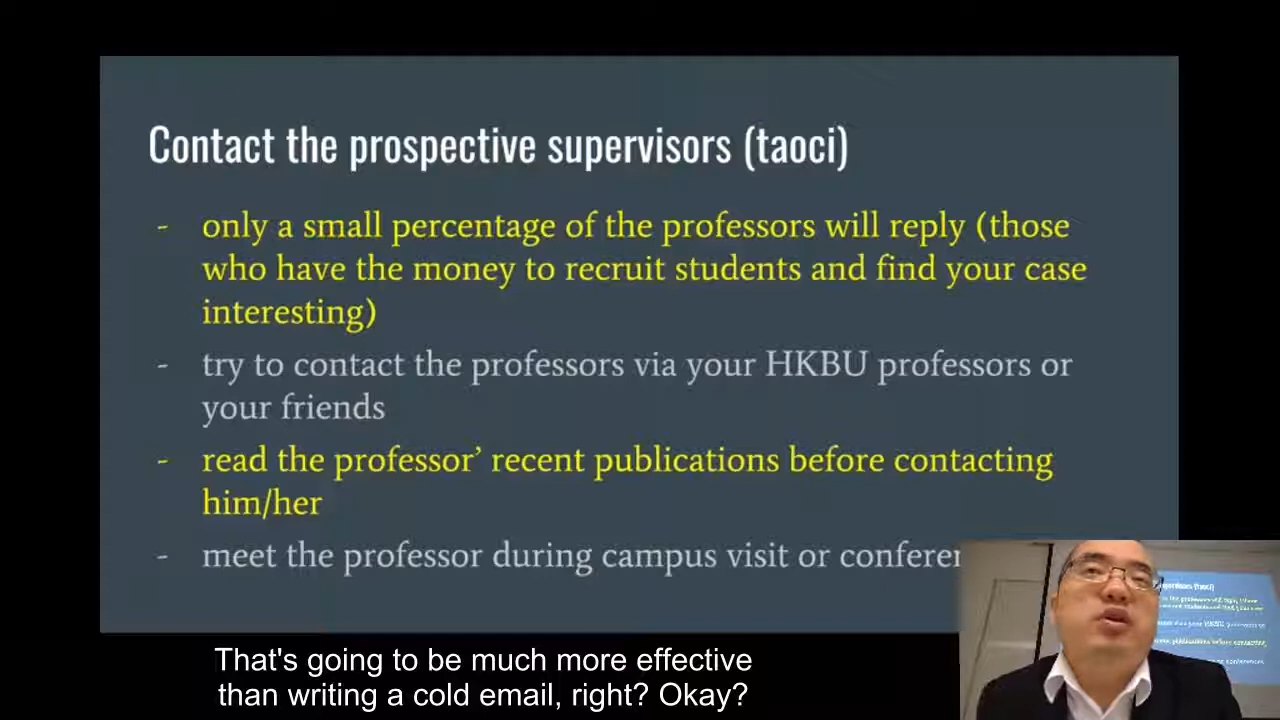 Contact the prospective supervisors (taoci)
- only a small percentage of the professors will reply (those
who have the money to recruit students and find your case
interesting)
- try to contact the professors via your HKBU professors or
your friends
- read the professor’ recent publications before contacting
him/her
- meet the professor during campus visit or conferen
That's going to be much more effective
than writing a cold email, right? Okay?